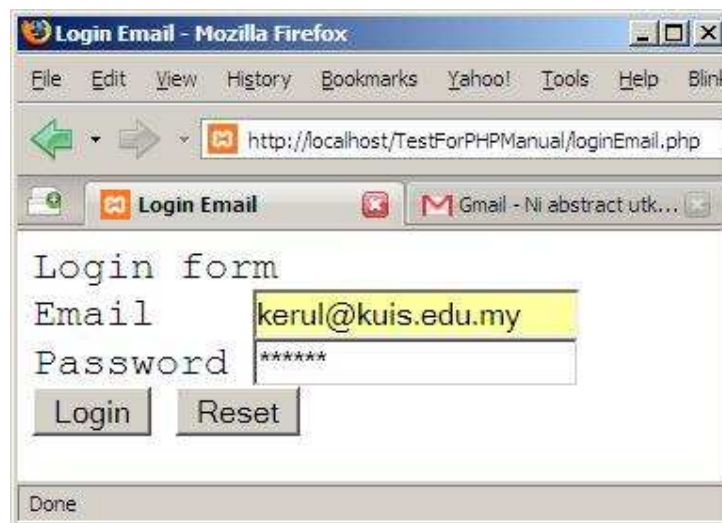 Login Email - Mozilla Firefox
File Edit View History Bookmarks Yahoo! Tools Help
http://localhost/TestForPHPManual/loginEmail.php
Login Email Gmail - Ni abstract utk...
Login form
Email kerul@kuis.edu.my
Password ******
Login Reset
Done